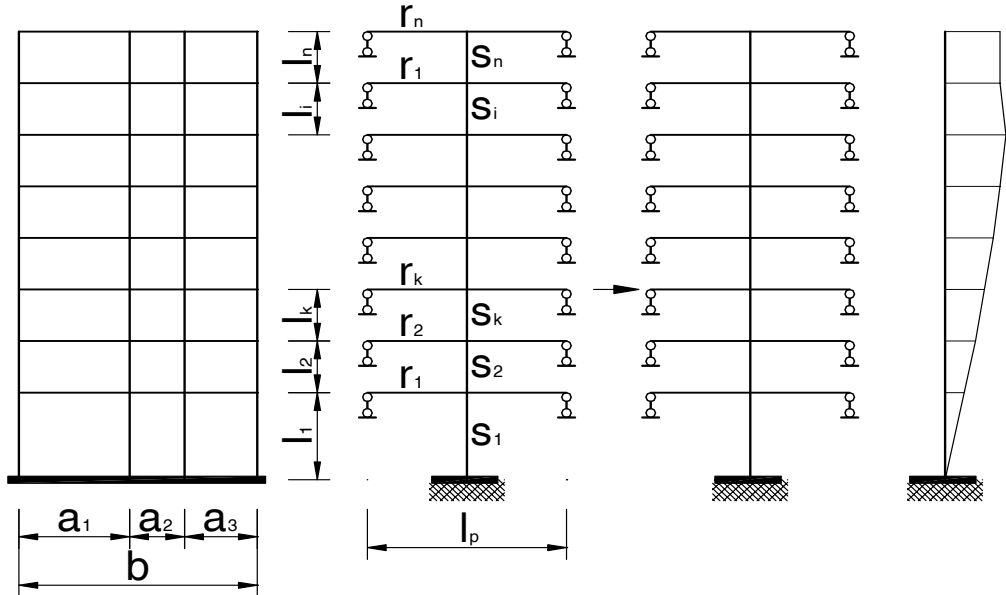 rₙ
lₙ
sₙ
r₁
lᵢ
sᵢ
rₖ
lₖ
sₖ
r₂
l₂
s₂
r₁
l₁
s₁
a₁ a₂ a₃
lₚ
b